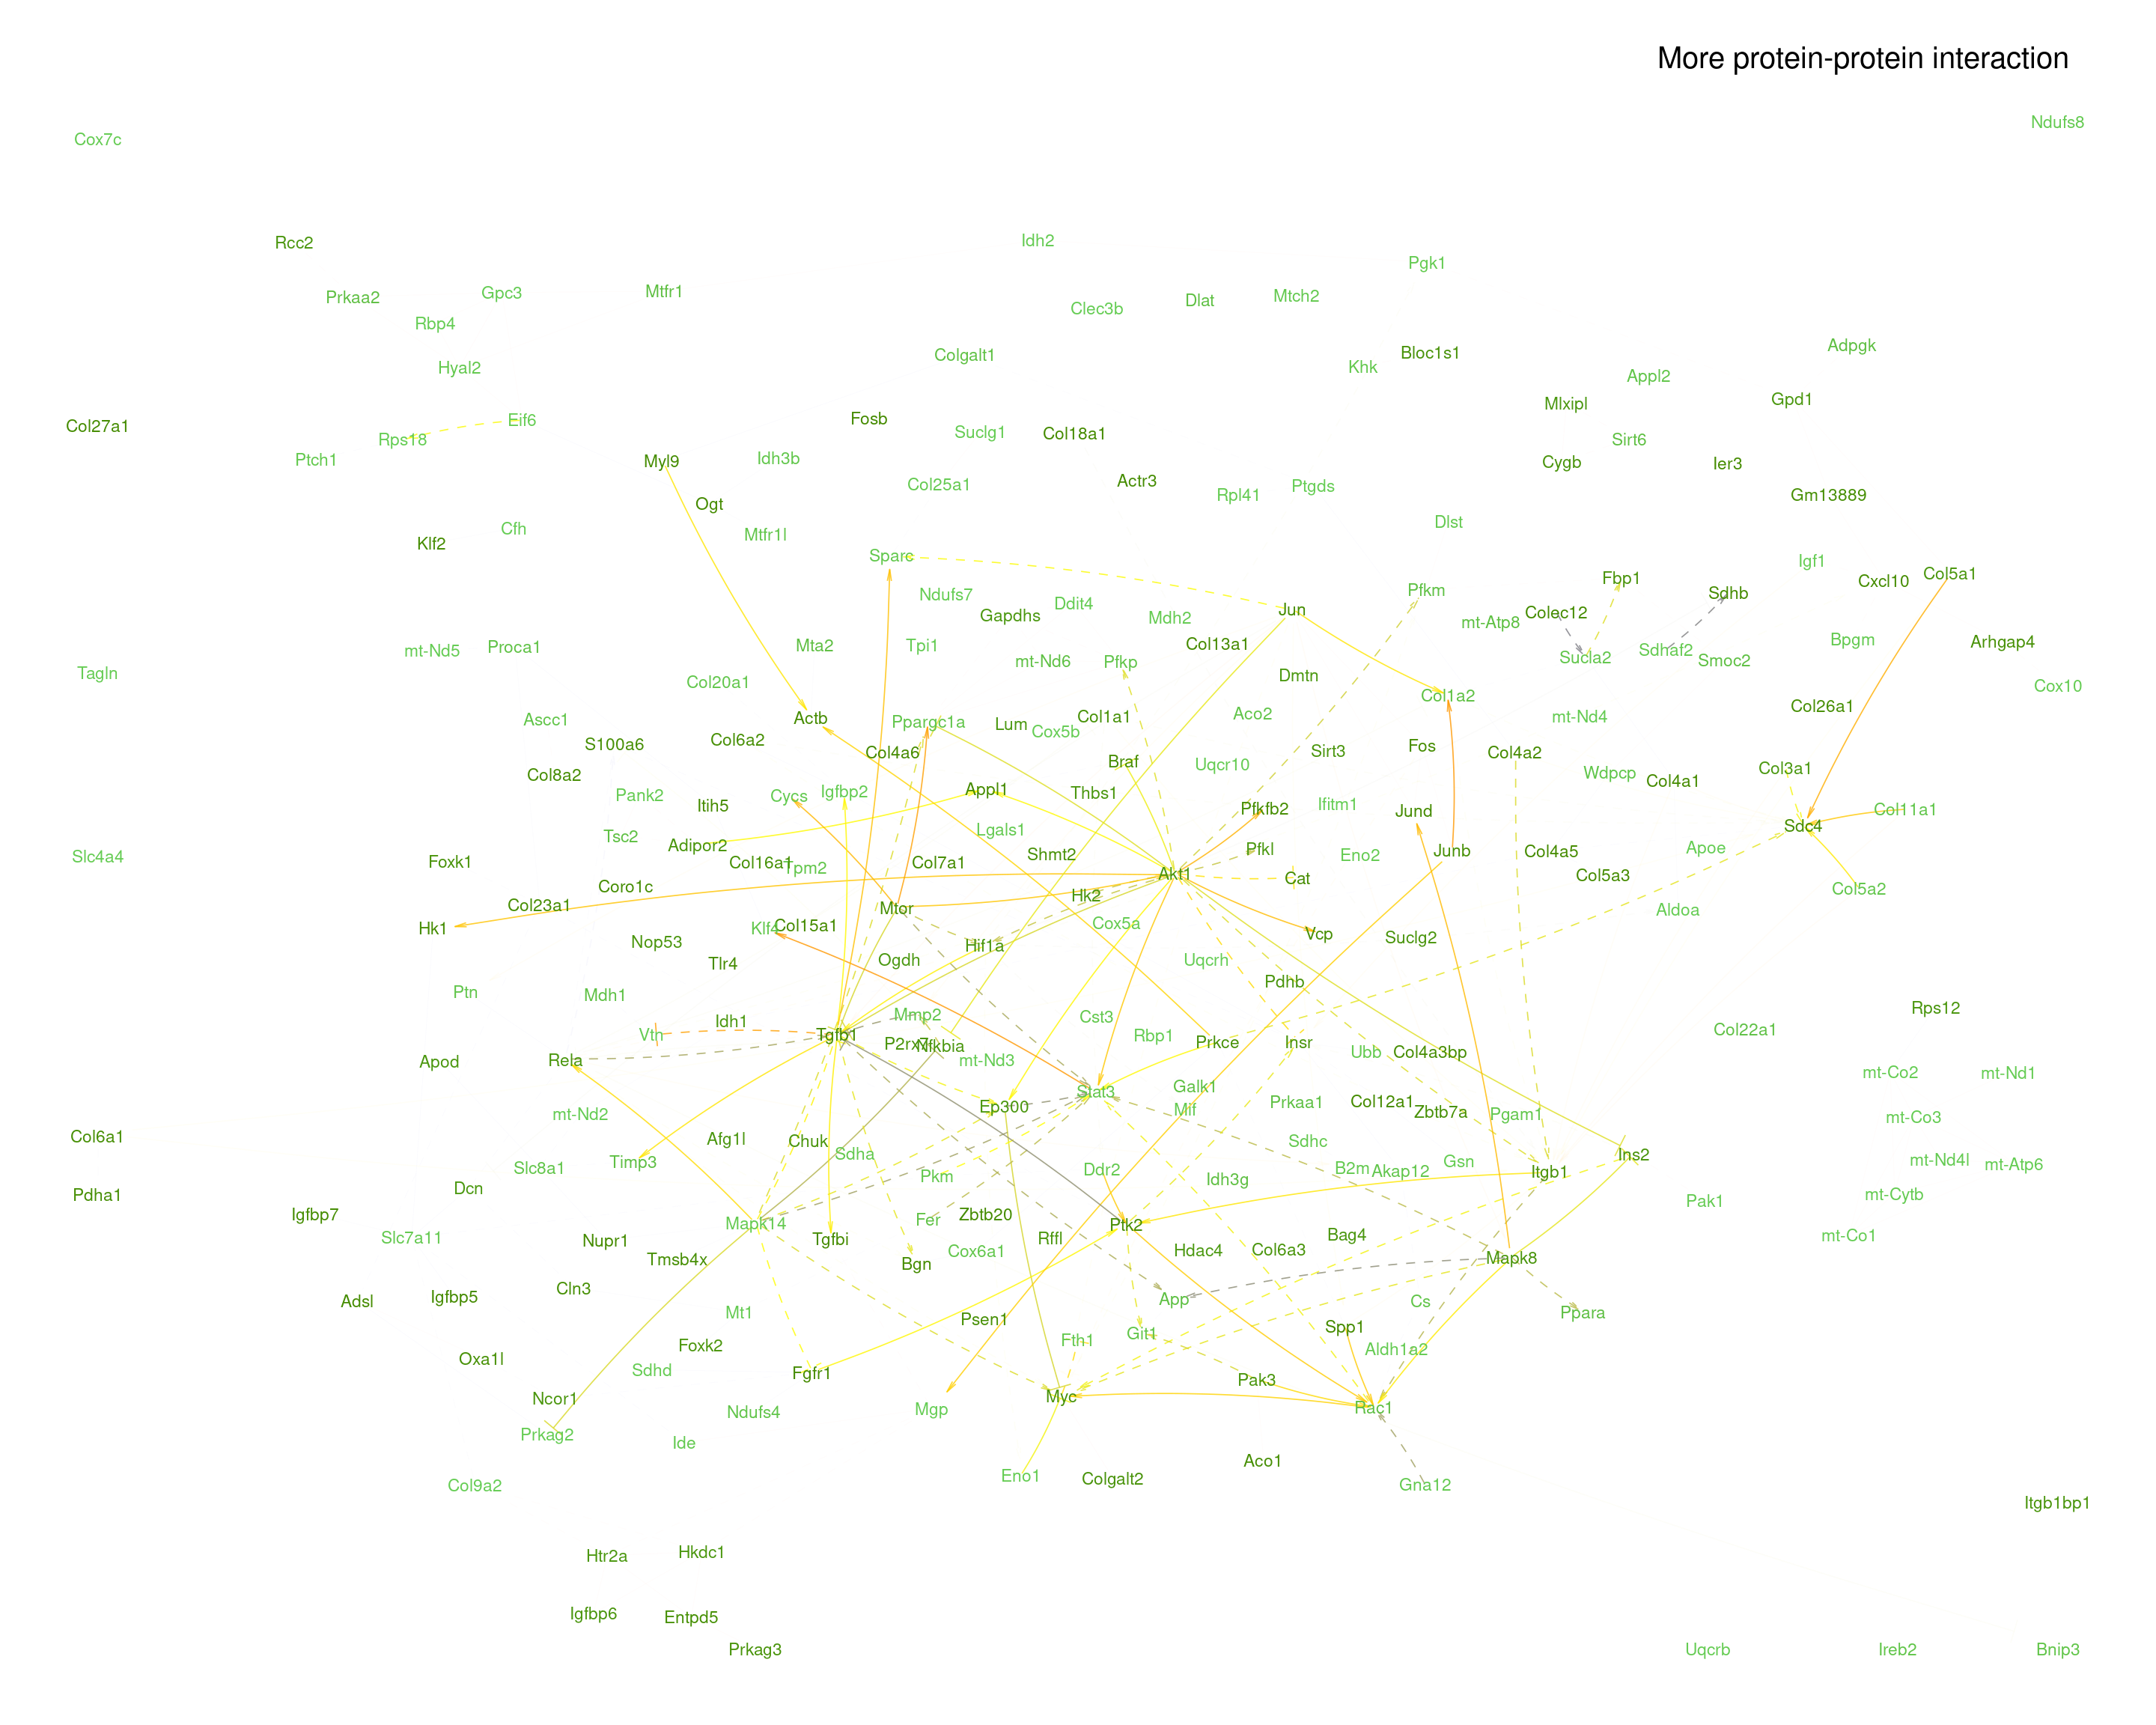 More protein-protein interaction
Ndufs8
Cox7c
Idh2
Rcc2
Pgk1
Mtfr1
Gpc3
Mtch2
Prkaa2
Dlat
Clec3b
Rbp4
Adpgk
Bloc1s1
Colgalt1
Khk
Hyal2
Appl2
Gpd1
Mlxipl
Fosb
Eif6
Col27a1
Suclg1
Col18a1
Rps18
Sirt6
Idh3b
Ptch1
Myl9
Cygb
Ier3
Actr3
Col25a1
Ptgds
Rpl41
Gm13889
Ogt
Dlst
Cfh
Mtfr1l
Klf2
Sparc
Igf1
Col5a1
Fbp1
Cxcl10
Pfkm
Sdhb
Ndufs7
Ddit4
Jun
Colec12
Gapdhs
Mdh2
mt-Atp8
Bpgm
Arhgap4
Col13a1
Mta2
Tpi1
Proca1
mt-Nd5
Sdhaf2
Sucla2
Smoc2
mt-Nd6
Pfkp
Tagln
Dmtn
Col20a1
Cox10
Col1a2
Col26a1
Aco2
Col1a1
mt-Nd4
Actb
Ascc1
Ppargc1a
Lum
Cox5b
Col6a2
S100a6
Fos
Sirt3
Col4a6
Col4a2
Braf
Uqcr10
Col3a1
Wdpcp
Col8a2
Col4a1
Appl1
Igfbp2
Thbs1
Pank2
Cycs
Itih5
Ifitm1
Pfkfb2
Jund
Col11a1
Sdc4
Lgals1
Tsc2
Adipor2
Pfkl
Apoe
Junb
Col4a5
Shmt2
Eno2
Slc4a4
Foxk1
Col16a1
Col7a1
Tpm2
Akt1
Col5a3
Cat
Coro1c
Col5a2
Hk2
Col23a1
Mtor
Aldoa
Cox5a
Col15a1
Klf4
Hk1
Vcp
Suclg2
Nop53
Hif1a
Ogdh
Uqcrh
Tlr4
Pdhb
Ptn
Mdh1
Rps12
Mmp2
Cst3
Idh1
Col22a1
Vtn
Tgfb1
Rbp1
Prkce
Insr
P2rx7
Nfkbia
Ubb
Col4a3bp
Apod
Rela
mt-Nd3
mt-Co2
mt-Nd1
Galk1
Stat3
Prkaa1
Col12a1
Ep300
Mif
Zbtb7a
Pgam1
mt-Nd2
mt-Co3
Col6a1
Afg1l
Chuk
Sdhc
Sdha
Ins2
Timp3
mt-Nd4l
Gsn
mt-Atp6
Slc8a1
B2m
Ddr2
Akap12
Itgb1
Pkm
Idh3g
Dcn
Pdha1
mt-Cytb
Pak1
Igfbp7
Zbtb20
Fer
Mapk14
Ptk2
mt-Co1
Bag4
Slc7a11
Rffl
Tgfbi
Nupr1
Hdac4
Col6a3
Cox6a1
Mapk8
Tmsb4x
Bgn
Cln3
Igfbp5
App
Adsl
Cs
Mt1
Ppara
Psen1
Spp1
Git1
Fth1
Foxk2
Aldh1a2
Oxa1l
Sdhd
Fgfr1
Pak3
Myc
Ncor1
Rac1
Mgp
Ndufs4
Prkag2
Ide
Aco1
Eno1
Colgalt2
Col9a2
Gna12
Itgb1bp1
Hkdc1
Htr2a
Igfbp6
Entpd5
Prkag3
Uqcrb
Ireb2
Bnip3